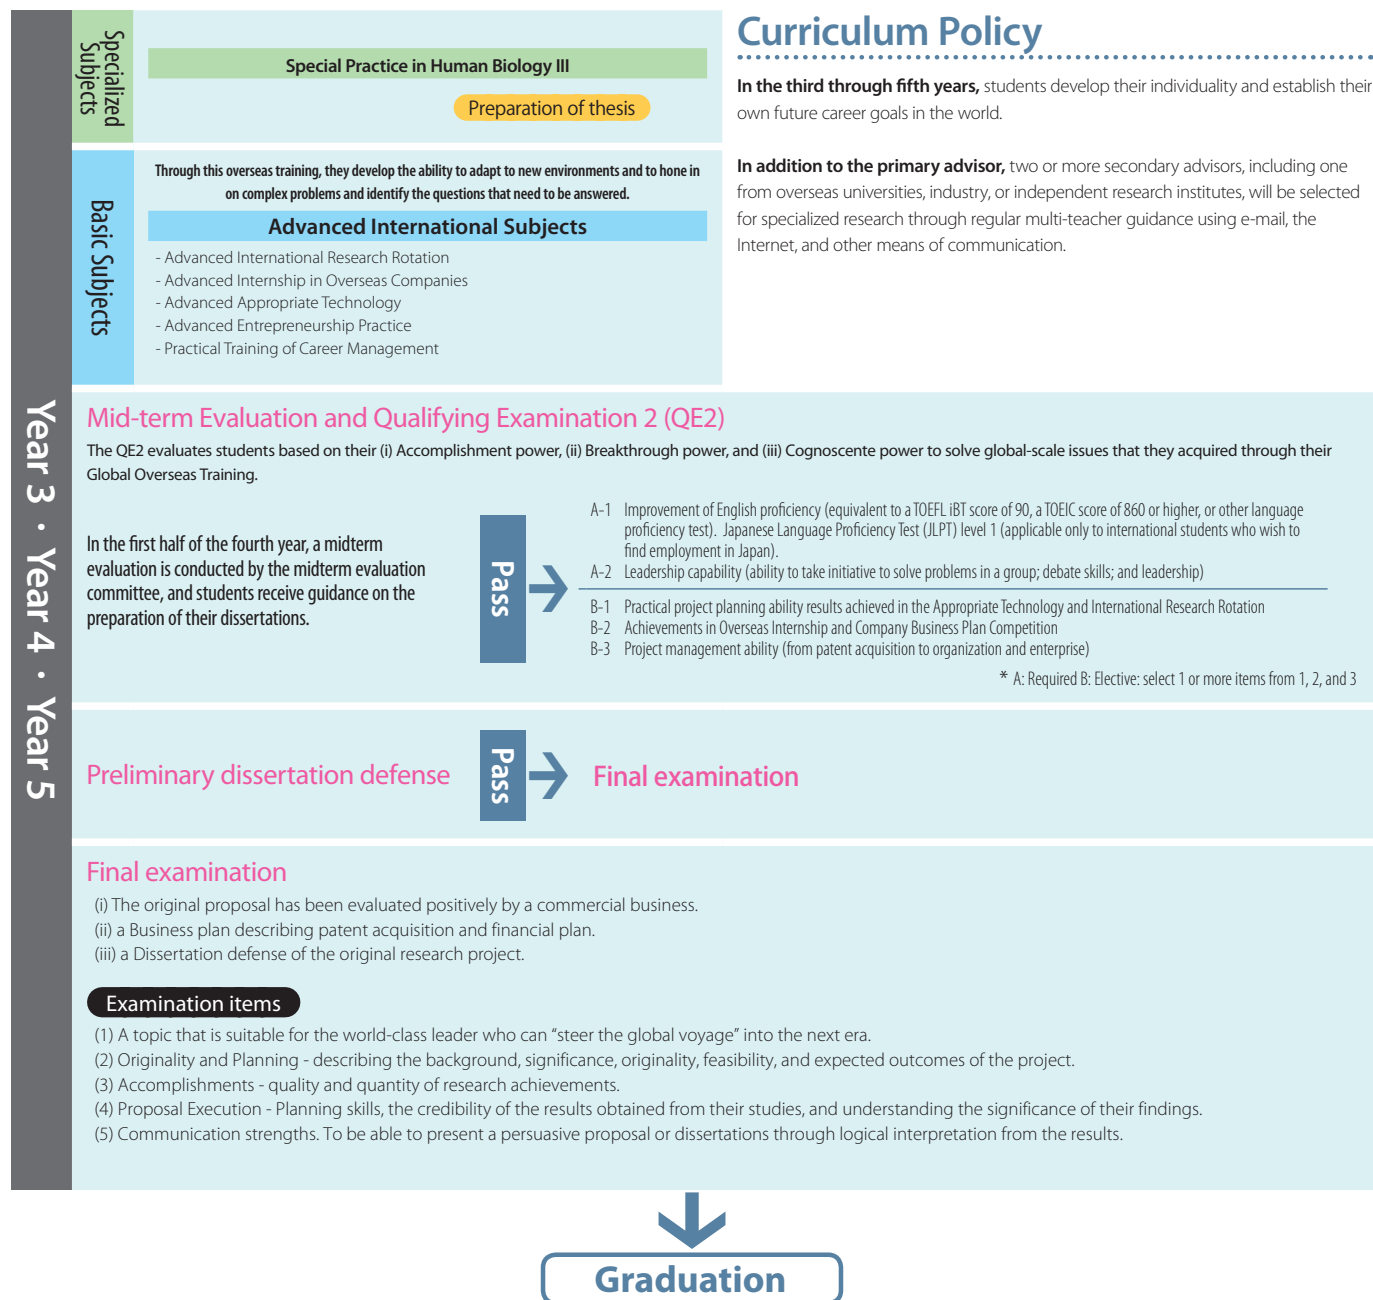 Year 3 · Year 4 · Year 5
Specialized
Subjects
Special Practice in Human Biology III
Preparation of thesis
Basic Subjects
Through this overseas training, they develop the ability to adapt to new environments and to hone in
on complex problems and identify the questions that need to be answered.
Advanced International Subjects
- Advanced International Research Rotation
- Advanced Internship in Overseas Companies
- Advanced Appropriate Technology
- Advanced Entrepreneurship Practice
- Practical Training of Career Management
Curriculum Policy
In the third through fifth years, students develop their individuality and establish their
own future career goals in the world.
In addition to the primary advisor, two or more secondary advisors, including one
from overseas universities, industry, or independent research institutes, will be selected
for specialized research through regular multi-teacher guidance using e-mail, the
Internet, and other means of communication.
Mid-term Evaluation and Qualifying Examination 2 (QE2)
The QE2 evaluates students based on their (i) Accomplishment power, (ii) Breakthrough power, and (iii) Cognoscente power to solve global-scale issues that they acquired through their
Global Overseas Training.
In the first half of the fourth year, a midterm
evaluation is conducted by the midterm evaluation
committee, and students receive guidance on the
preparation of their dissertations.
Pass
A-1 Improvement of English proficiency (equivalent to a TOEFL iBT score of 90, a TOEIC score of 860 or higher, or other language
proficiency test). Japanese Language Proficiency Test (JLPT) level 1 (applicable only to international students who wish to
find employment in Japan).
A-2 Leadership capability (ability to take initiative to solve problems in a group; debate skills; and leadership)
B-1 Practical project planning ability results achieved in the Appropriate Technology and International Research Rotation
B-2 Achievements in Overseas Internship and Company Business Plan Competition
B-3 Project management ability (from patent acquisition to organization and enterprise)
* A: Required B: Elective: select 1 or more items from 1, 2, and 3
Preliminary dissertation defense
Pass
Final examination
Final examination
(i) The original proposal has been evaluated positively by a commercial business.
(ii) a Business plan describing patent acquisition and financial plan.
(iii) a Dissertation defense of the original research project.
Examination items
(1) A topic that is suitable for the world-class leader who can “steer the global voyage” into the next era.
(2) Originality and Planning - describing the background, significance, originality, feasibility, and expected outcomes of the project.
(3) Accomplishments - quality and quantity of research achievements.
(4) Proposal Execution - Planning skills, the credibility of the results obtained from their studies, and understanding the significance of their findings.
(5) Communication strengths. To be able to present a persuasive proposal or dissertations through logical interpretation from the results.
Graduation